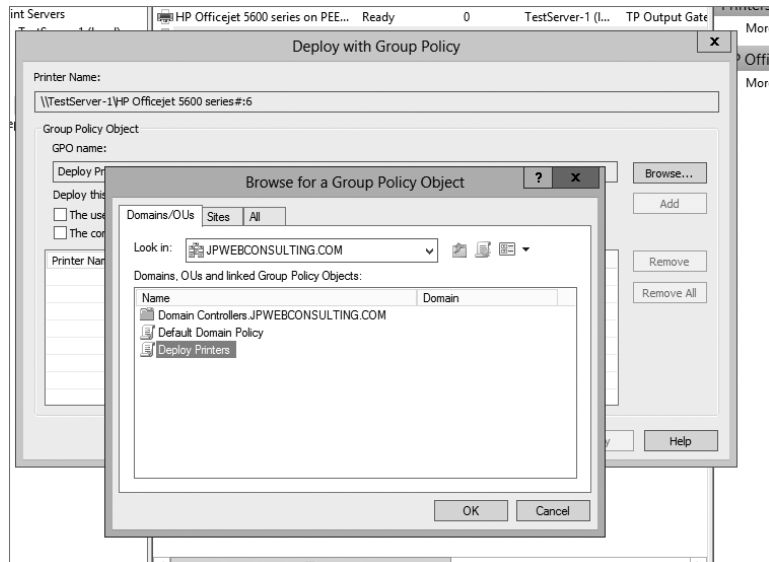 int Servers
HP Officejet 5600 series on PEE... Ready 0 TestServer-1 (l... TP Output Gate
Mor
Deploy with Group Policy
x
Offi
Mor
Printer Name:
\\TestServer-1\HP Officejet 5600 series#:6
Group Policy Object
GPO name:
Deploy Pr
Browse...
Deploy this
Add
The use
The cor
Printer Nar
Remove
Remove All
Help
Browse for a Group Policy Object
? x
Domains/OUs Sites All
Look in: JPWEBCONSULTING.COM
Domains, OUs and linked Group Policy Objects:
Name Domain
Domain Controllers.JPWEBCONSULTING.COM
Default Domain Policy
Deploy Printers
OK Cancel